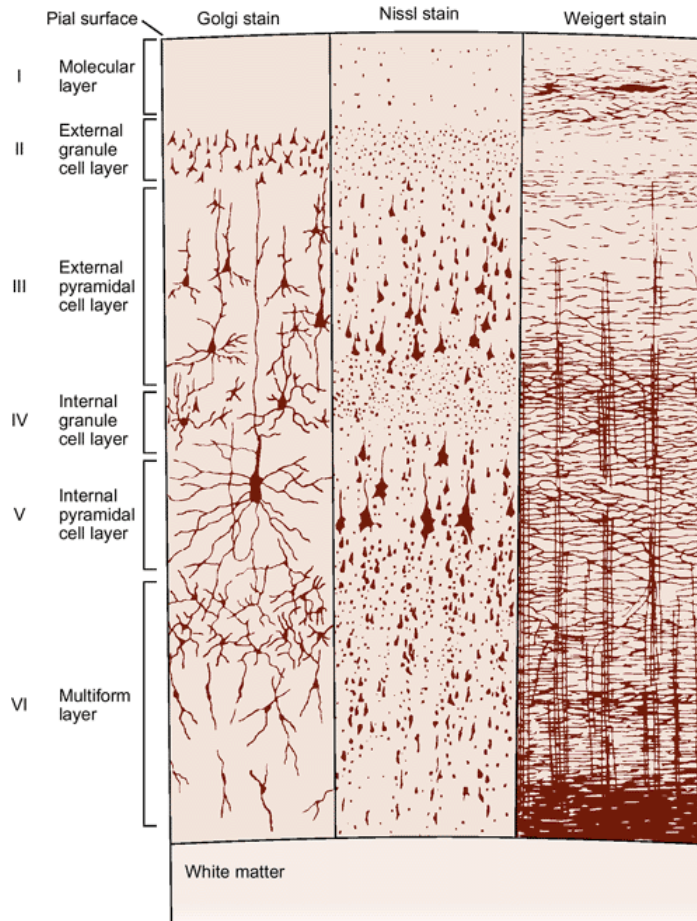 Pial surface
Golgi stain
Nissl stain
Weigert stain
I
Molecular
layer
II
External
granule
cell layer
III
External
pyramidal
cell layer
IV
Internal
granule
cell layer
V
Internal
pyramidal
cell layer
VI
Multiform
layer
White matter